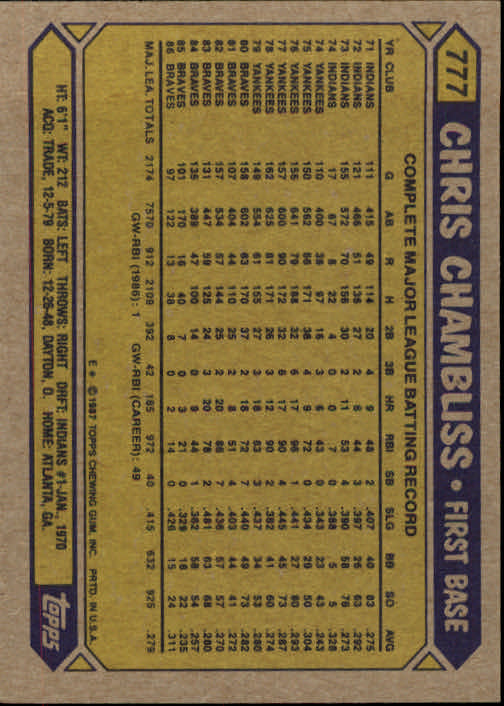 777 CHRIS CHAMBLISS • FIRST BASE
COMPLETE MAJOR LEAGUE BATTING RECORD
YR CLUB G AB R H 2B 3B HR RBI SB SLG BB SO AVG
71 INDIANS 111 415 49 114 20 4 9 48 2 .407 40 83 .275
72 INDIANS 121 466 51 136 27 2 6 44 3 .397 26 63 .292
73 INDIANS 155 572 70 156 30 2 11 53 4 .390 58 76 .273
74 INDIANS 17 67 8 22 4 0 0 7 0 .388 5 5 .328
74 YANKEES 110 400 38 97 16 3 6 43 0 .343 23 43 .243
75 YANKEES 150 562 66 171 38 4 9 72 0 .434 29 50 .304
76 YANKEES 156 641 79 188 32 6 17 96 1 .441 27 80 .293
77 YANKEES 157 600 90 172 32 6 17 90 4 .445 45 73 .287
78 YANKEES 162 625 81 171 26 3 12 90 2 .382 41 60 .274
79 YANKEES 149 554 61 155 27 3 18 63 3 .437 34 53 .280
80 BRAVES 158 602 83 170 37 2 18 72 7 .440 49 73 .282
81 BRAVES 107 404 44 110 25 2 8 51 4 .403 44 41 .272
82 BRAVES 157 534 57 144 25 2 20 86 7 .436 57 57 .270
83 BRAVES 131 447 59 125 24 3 20 78 2 .481 63 68 .280
84 BRAVES 135 389 47 100 14 0 9 44 1 .362 58 54 .257
85 BRAVES 101 170 16 40 7 0 3 21 0 .329 18 22 .235
86 BRAVES 97 122 13 38 8 0 2 14 0 .426 15 24 .311
MAJ. LEA. TOTALS 2174 7570 912 2109 392 42 185 972 40 .415 632 926 .279
GW-RBI (1986): 1 GW-RBI (CAREER): 49
E * © 1987 TOPPS CHEWING GUM, INC. PRTD. IN U.S.A.
HT: 6'1" WT: 212 BATS: LEFT THROWS: RIGHT DRFT: INDIANS #1-JAN., 1970
ACQ: TRADE, 12-5-79 BORN: 12-26-48, DAYTON, O. HOME: ATLANTA, GA.
topps